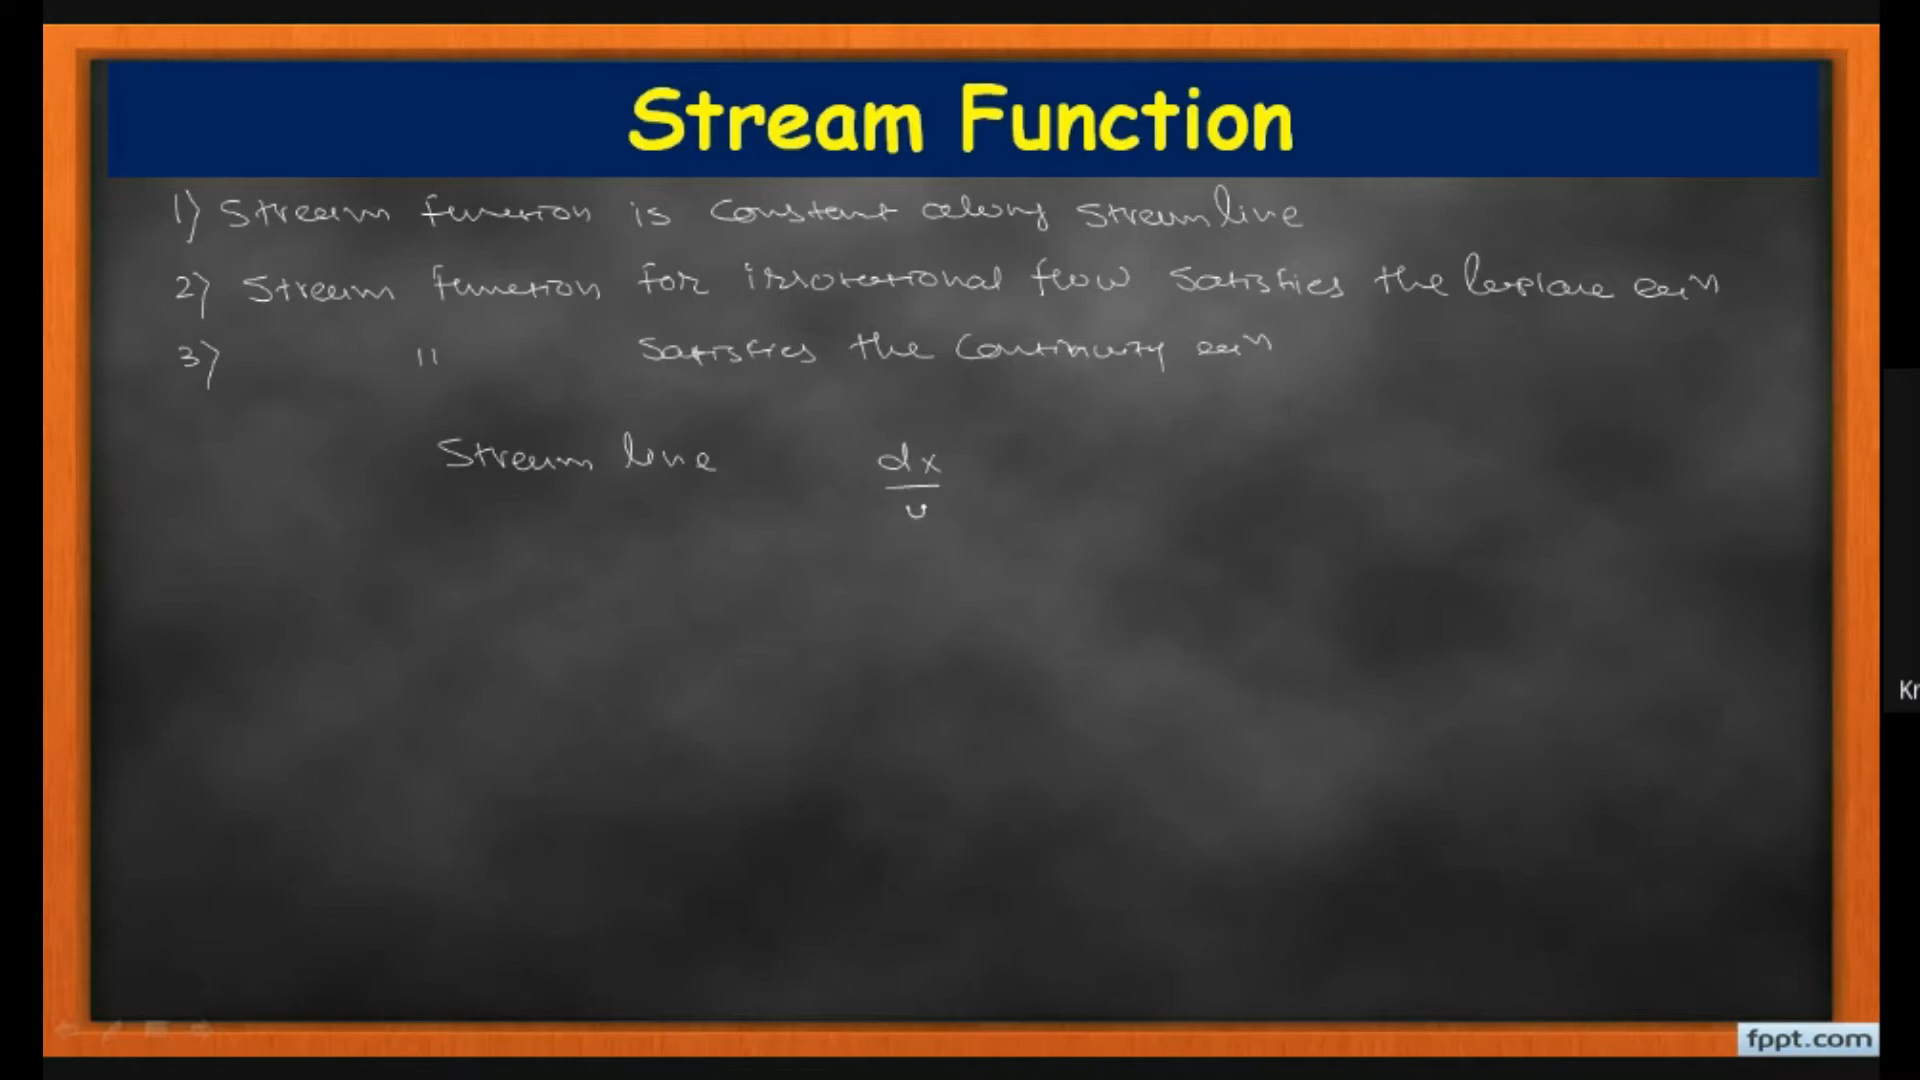 Stream Function
1) Stream function is constant along streamline
2) Stream function for irrotational flow satisfies the laplace eqn
3) " satisfies the continuity eqn
Stream line dx
u
Kr
fppt.com